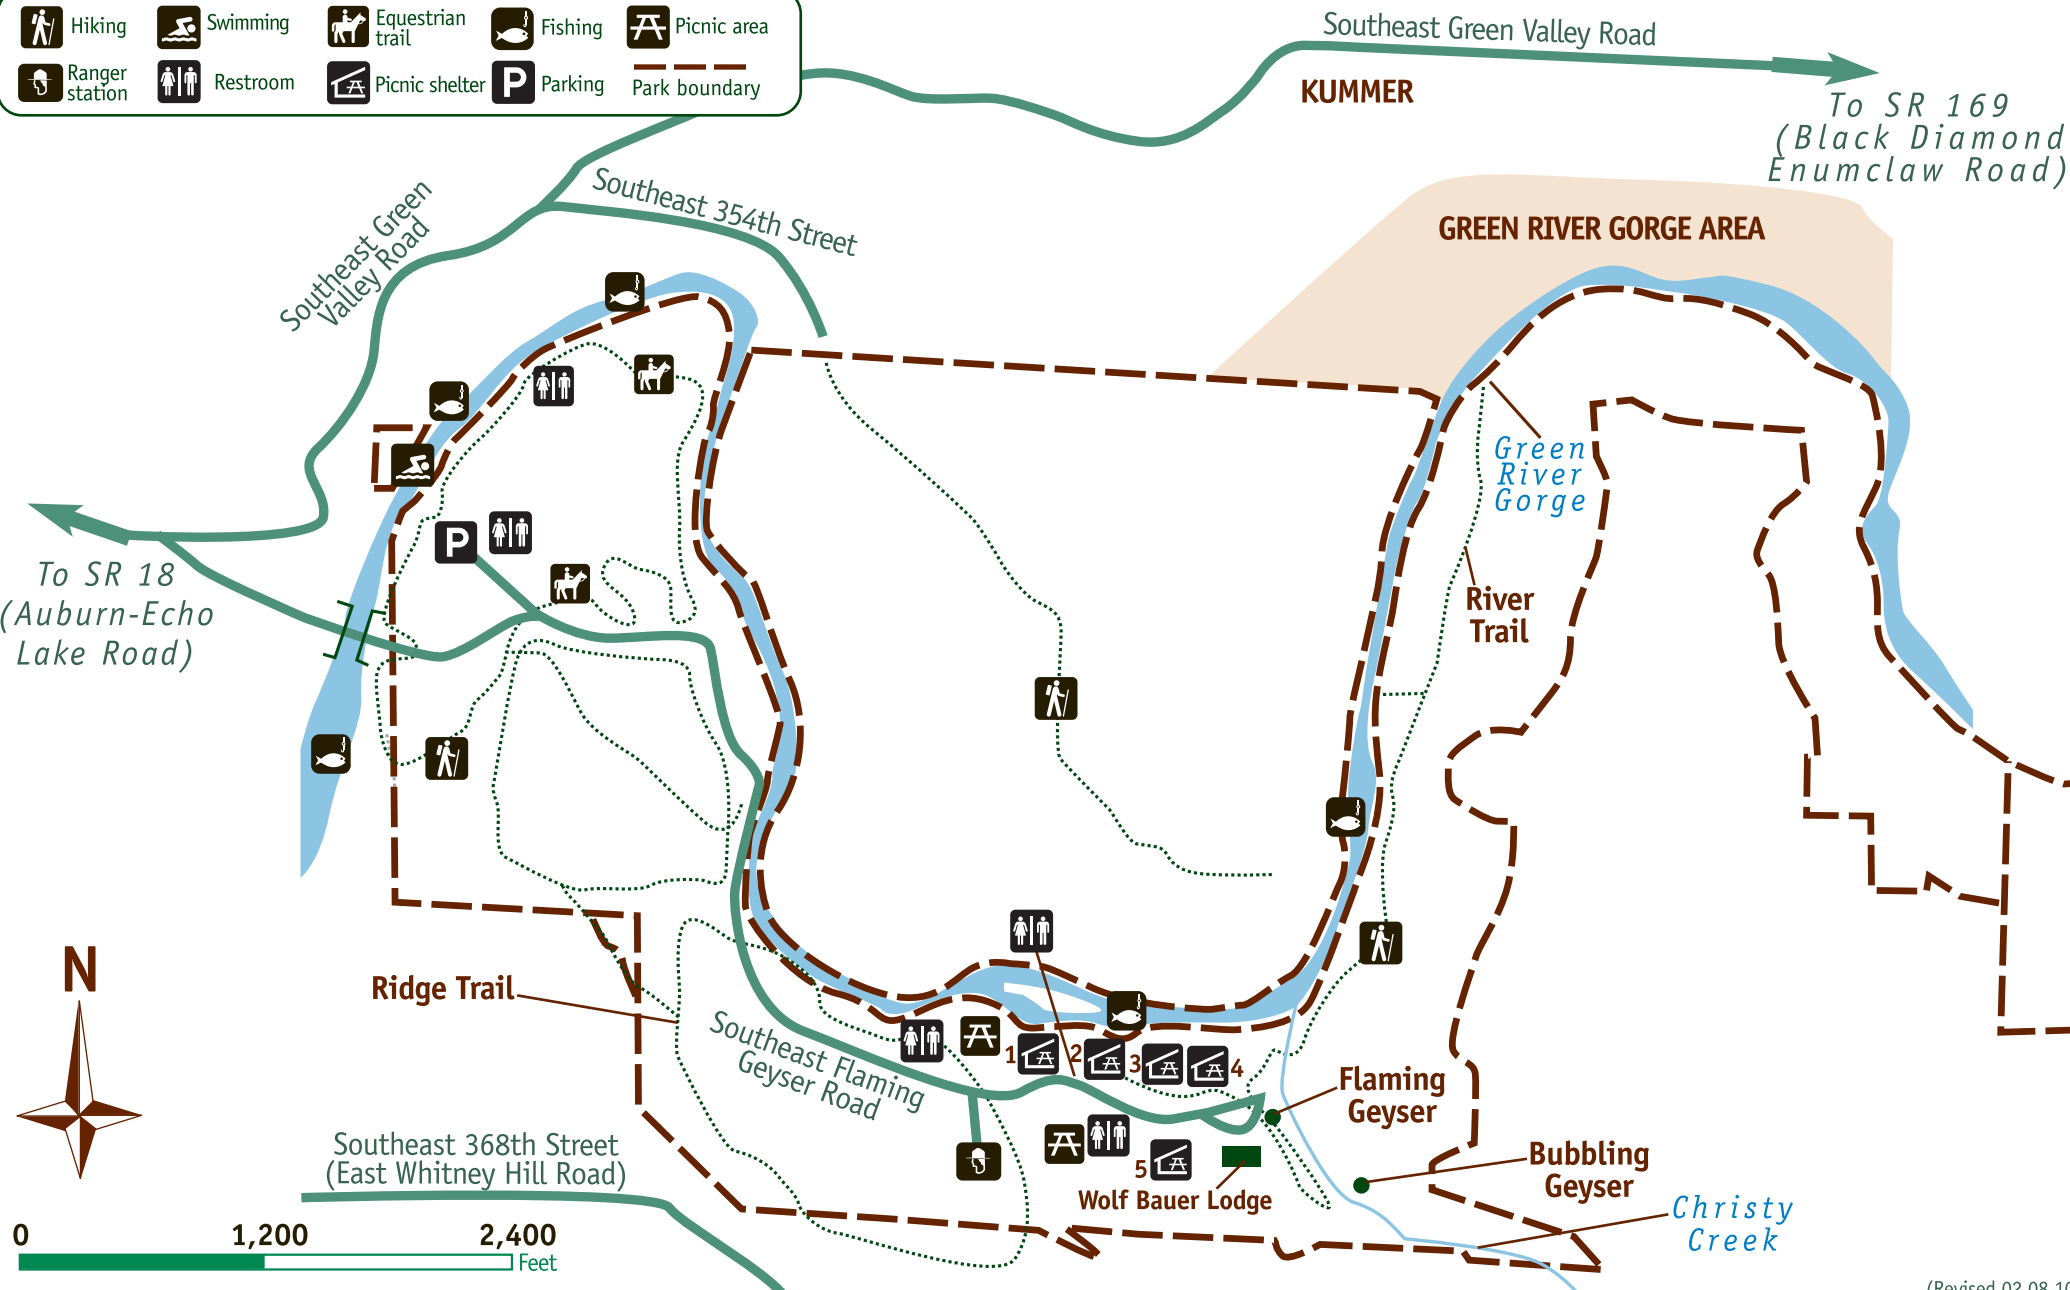 Hiking
Swimming
Equestrian
trail
Fishing
Picnic area
Ranger
station
Restroom
Picnic shelter
P
Parking
Park boundary
Southeast Green Valley Road
KUMMER
To SR 169
(Black Diamond
Enumclaw Road)
Southeast 354th Street
Southeast Green
Valley Road
GREEN RIVER GORGE AREA
Green
River
Gorge
P
To SR 18
(Auburn-Echo
Lake Road)
River
Trail
N
Ridge Trail
Southeast Flaming
Geyser Road
1
2
3
4
Flaming
Geyser
5
Wolf Bauer Lodge
Bubbling
Geyser
Christy
Creek
Southeast 368th Street
(East Whitney Hill Road)
0 1,200 2,400
Feet
(Revised 02-08-10